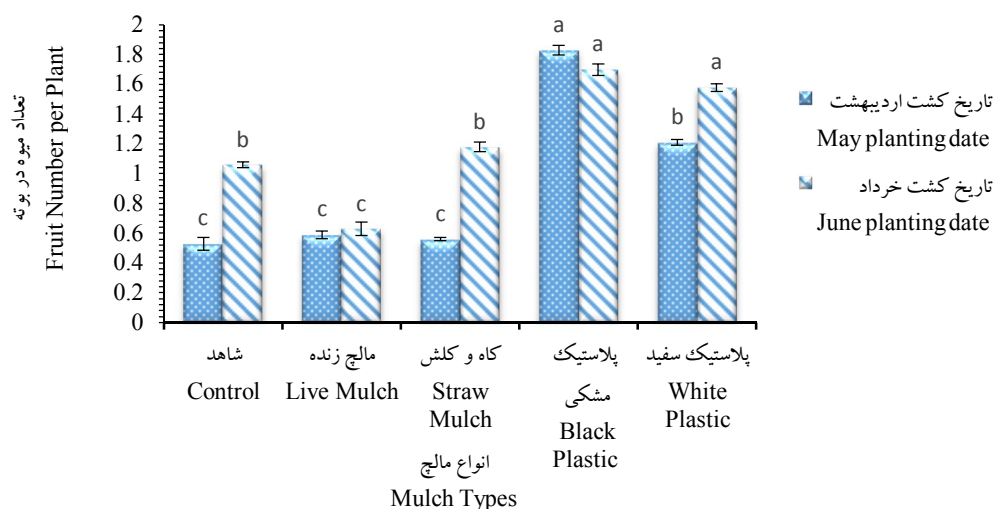 2
1.8
1.6
1.4
1.2
1
0.8
0.6
0.4
0.2
0
تعداد میوه در بوته
Fruit Number per Plant
c
b
c
c
c
b
a
a
b
a
شاهد
Control
مالچ زنده
Live Mulch
کاه و کلش
Straw
Mulch
پلاستیک
مشکی
Black
Plastic
پلاستیک سفید
White
Plastic
انواع مالچ
Mulch Types
تاریخ کشت اردیبهشت
May planting date
تاریخ کشت خرداد
June planting date